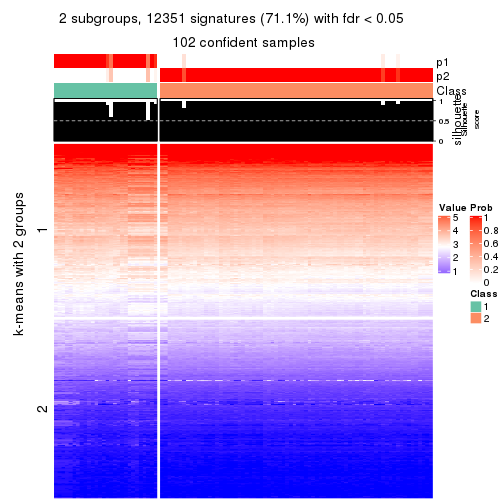 2 subgroups, 12351 signatures (71.1%) with fdr < 0.05
102 confident samples
p1
p2
Class
silhouette
Silhouette
score
1
0.5
0
k-means with 2 groups
1
2
Value
5
4
3
2
1
Prob
1
0.8
0.6
0.4
0.2
0
Class
1
2